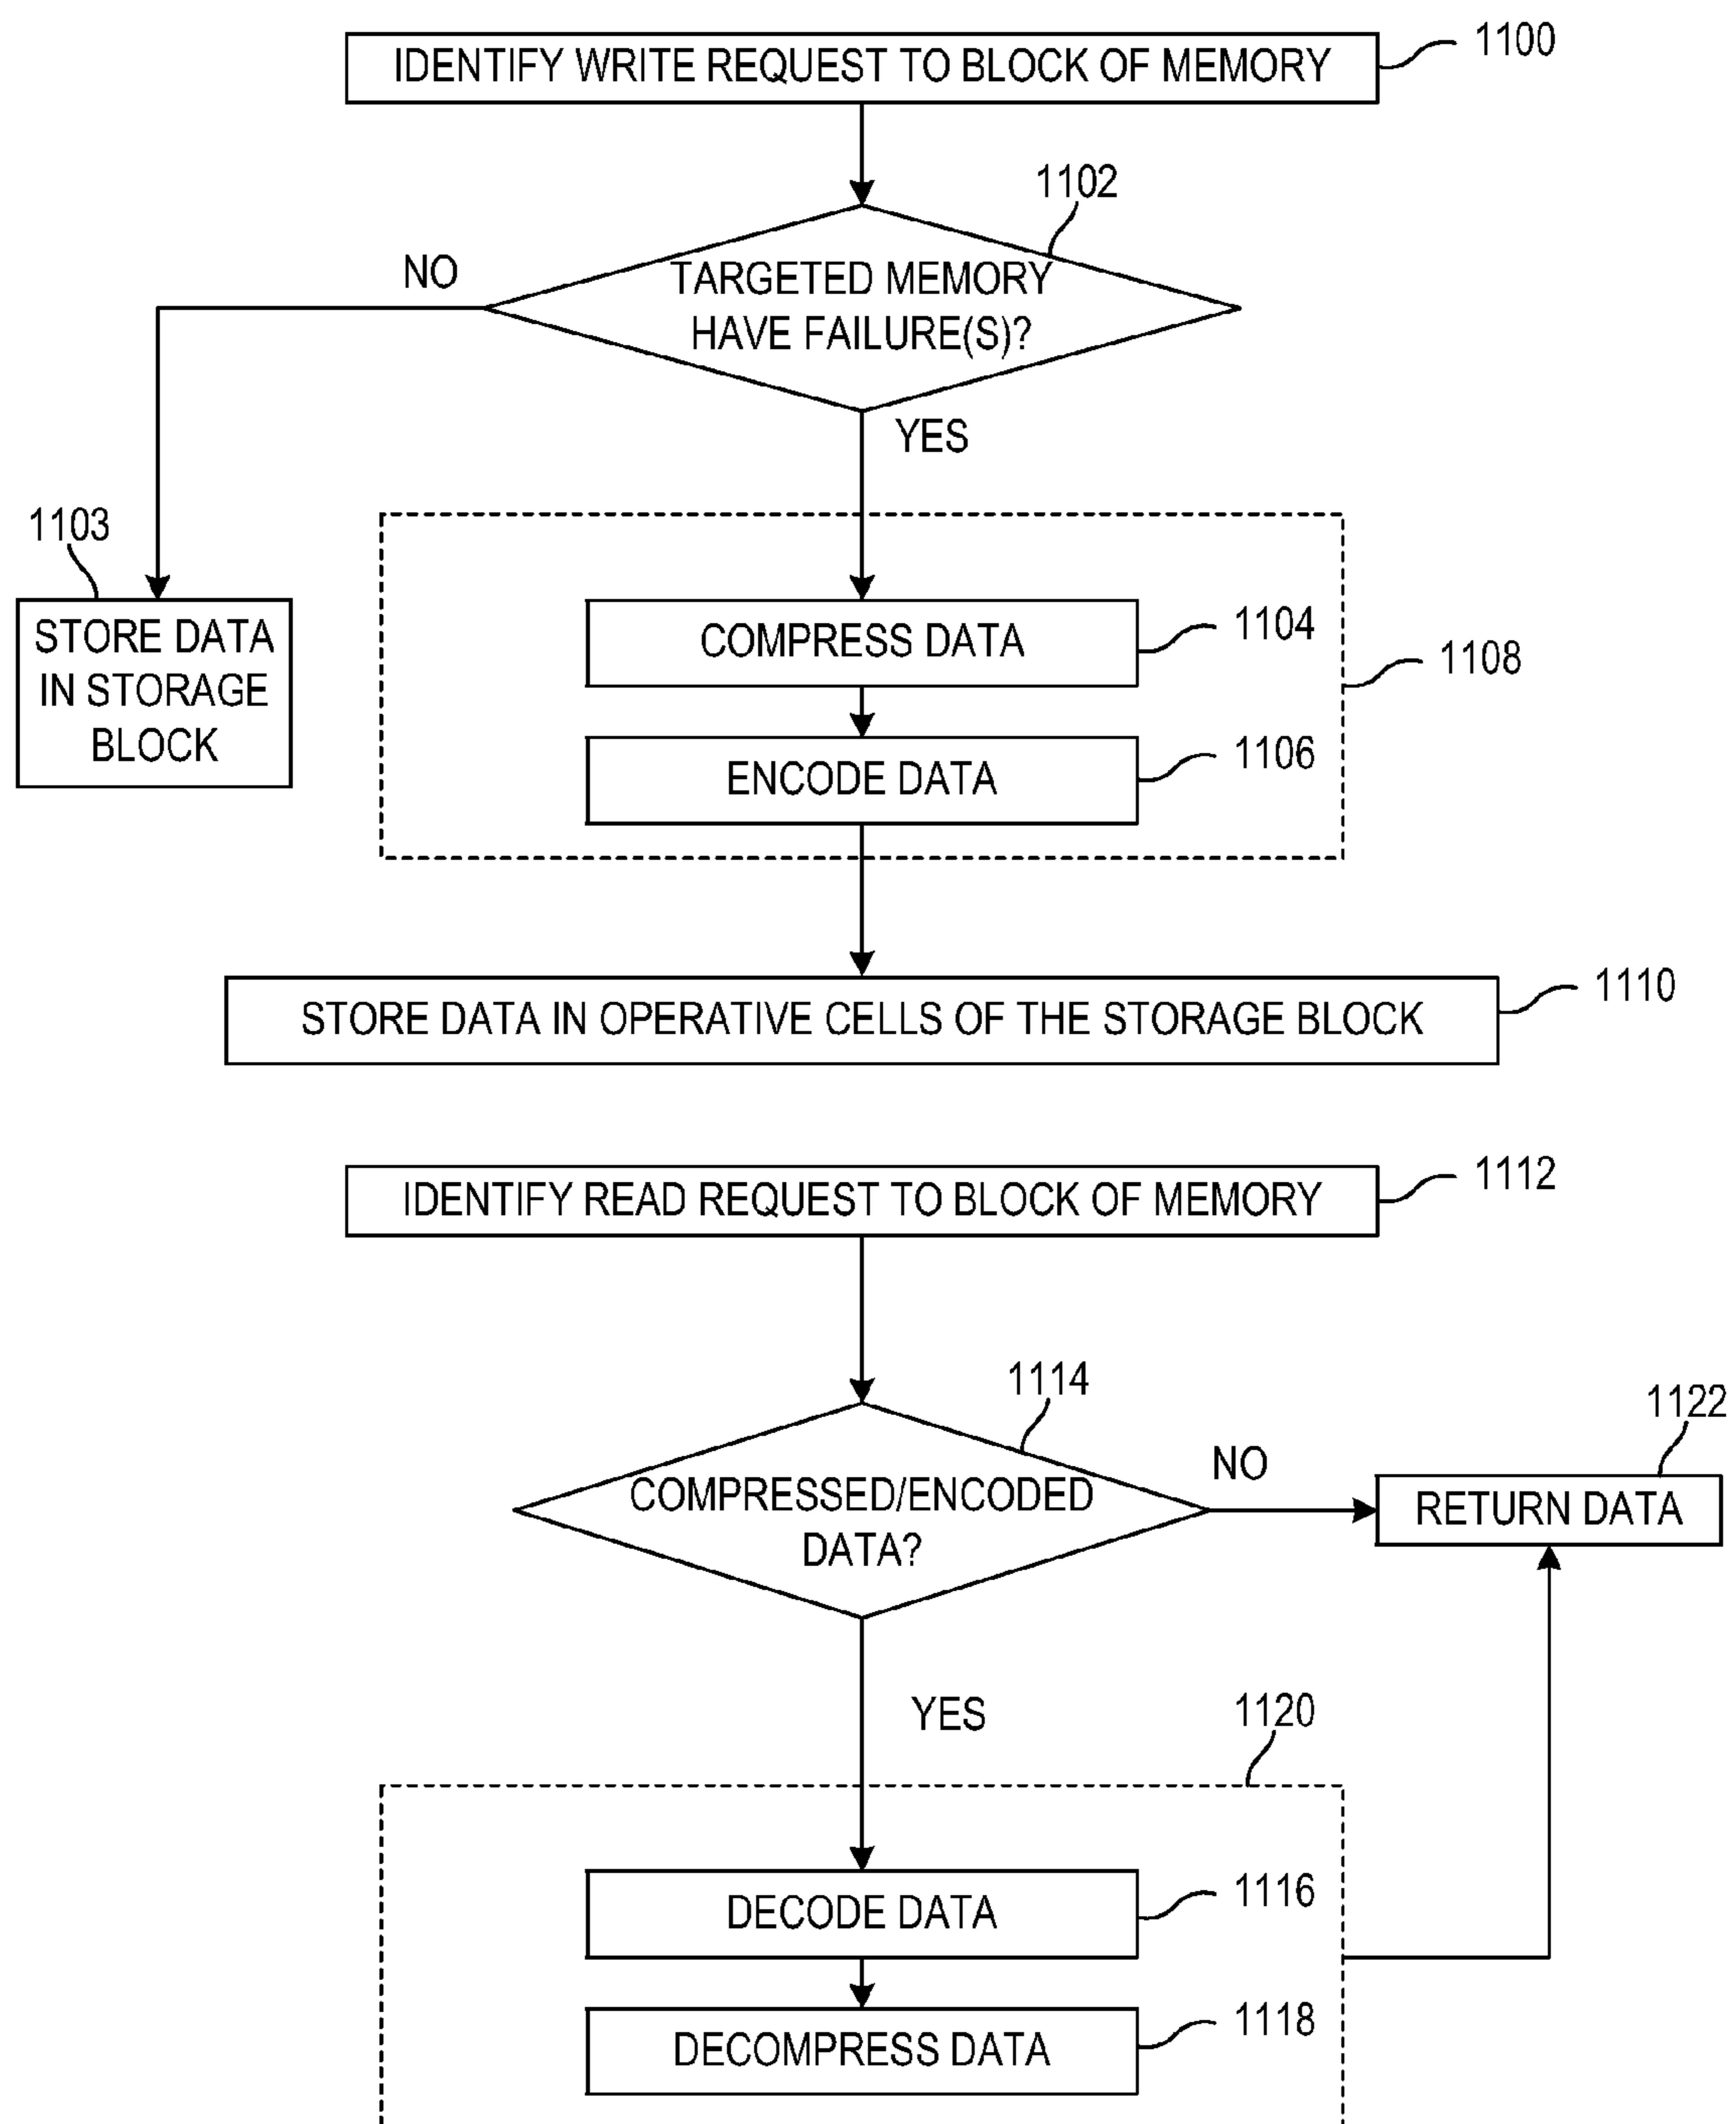 IDENTIFY WRITE REQUEST TO BLOCK OF MEMORY
1100
1102
NO
TARGETED MEMORY
HAVE FAILURE(S)?
YES
1103
STORE DATA
IN STORAGE
BLOCK
COMPRESS DATA
1104
1108
ENCODE DATA
1106
STORE DATA IN OPERATIVE CELLS OF THE STORAGE BLOCK
1110
IDENTIFY READ REQUEST TO BLOCK OF MEMORY
1112
1114
COMPRESSED/ENCODED
DATA?
NO
1122
RETURN DATA
YES
1120
DECODE DATA
1116
DECOMPRESS DATA
1118